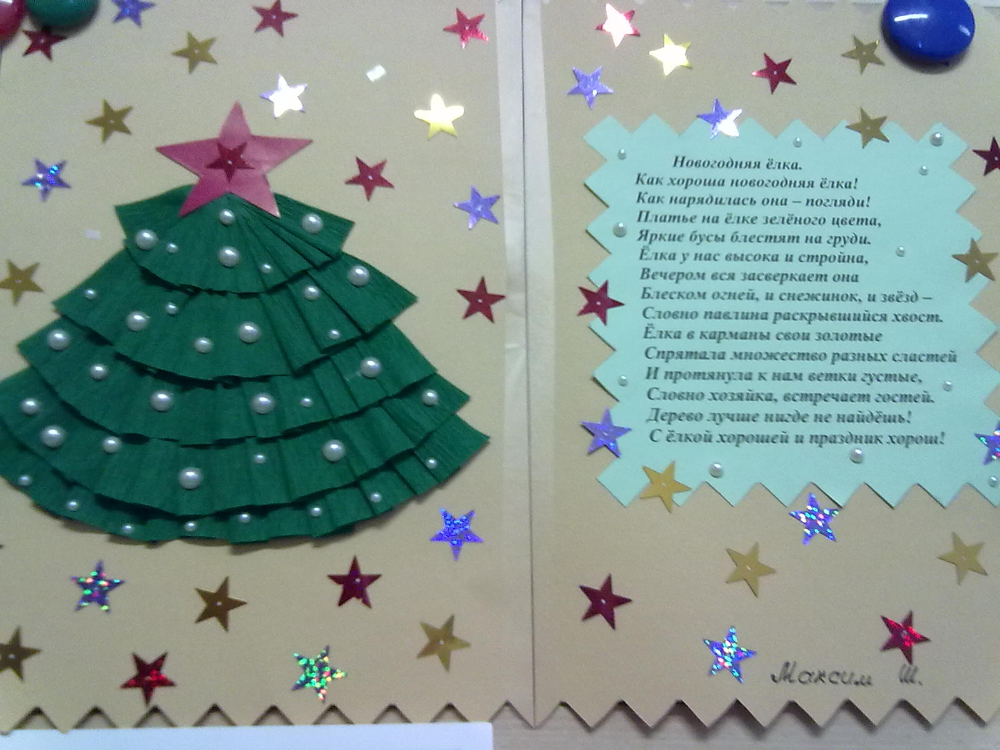 Новогодняя ёлка.
Как хороша новогодняя ёлка!
Как нарядилась она – погляди!
Платье на ёлке зелёного цвета,
Яркие бусы блестят на груди.
Ёлка у нас высока и стройна,
Вечером вся засверкает она
Блеском огней, и снежинок, и звёзд –
Словно павлина раскрывшийся хвост.
Ёлка в карманы свои золотые
Спрятала множество разных сластей
И протянула к нам ветки густые,
Словно хозяйка, встречает гостей.
Дерево лучше нигде не найдёшь!
С ёлкой хорошей и праздник хорош!
Максим Ш.